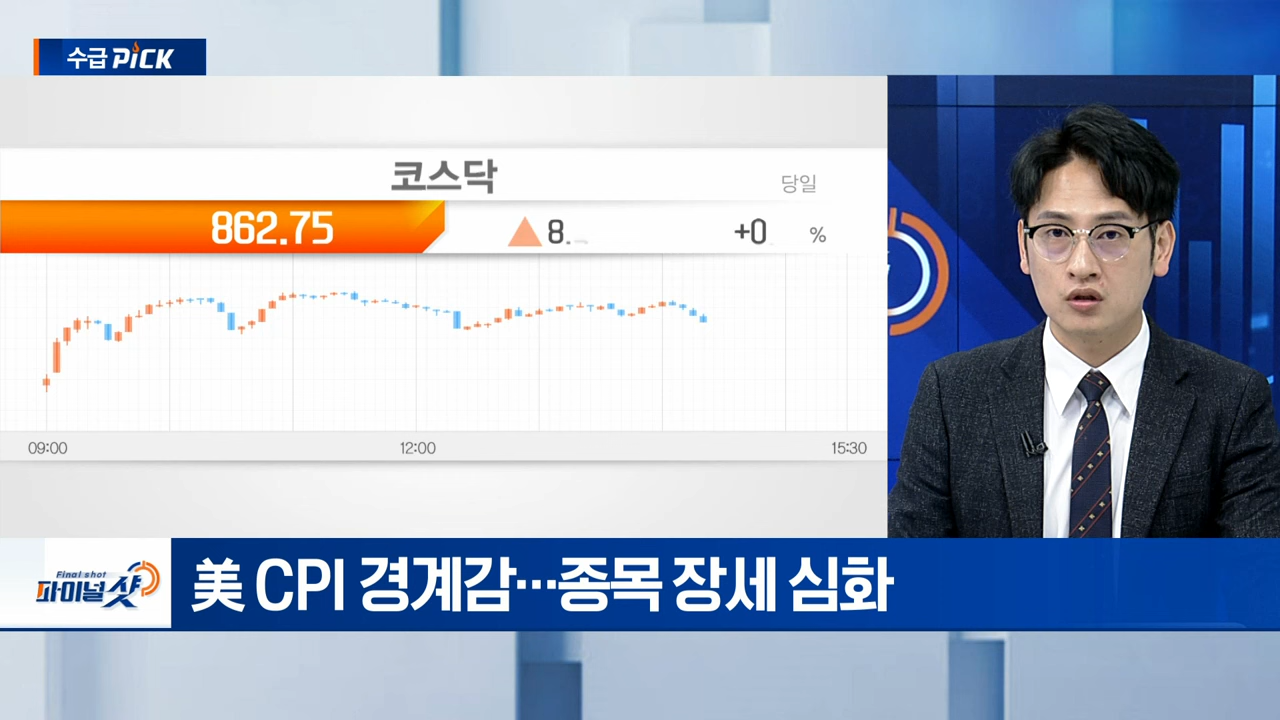 수급 PiCK
코스닥
당일
862.75
8.
+0
%
09:00
12:00
15:30
Final shot
파이널샷
美 CPI 경계감…종목 장세 심화